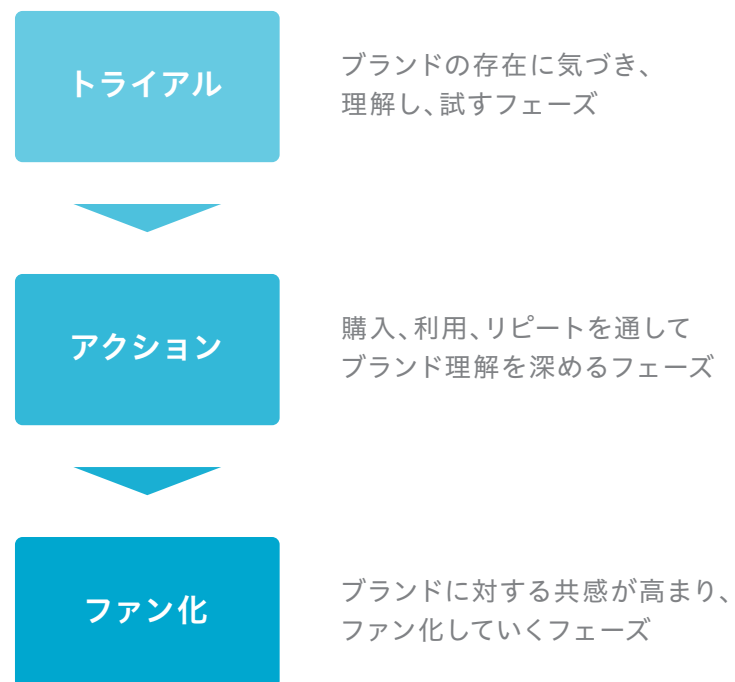 トライアル
ブランドの存在に気づき、
理解し、試すフェーズ
アクション
購入、利用、リピートを通して
ブランド理解を深めるフェーズ
ファン化
ブランドに対する共感が高まり、
ファン化していくフェーズ